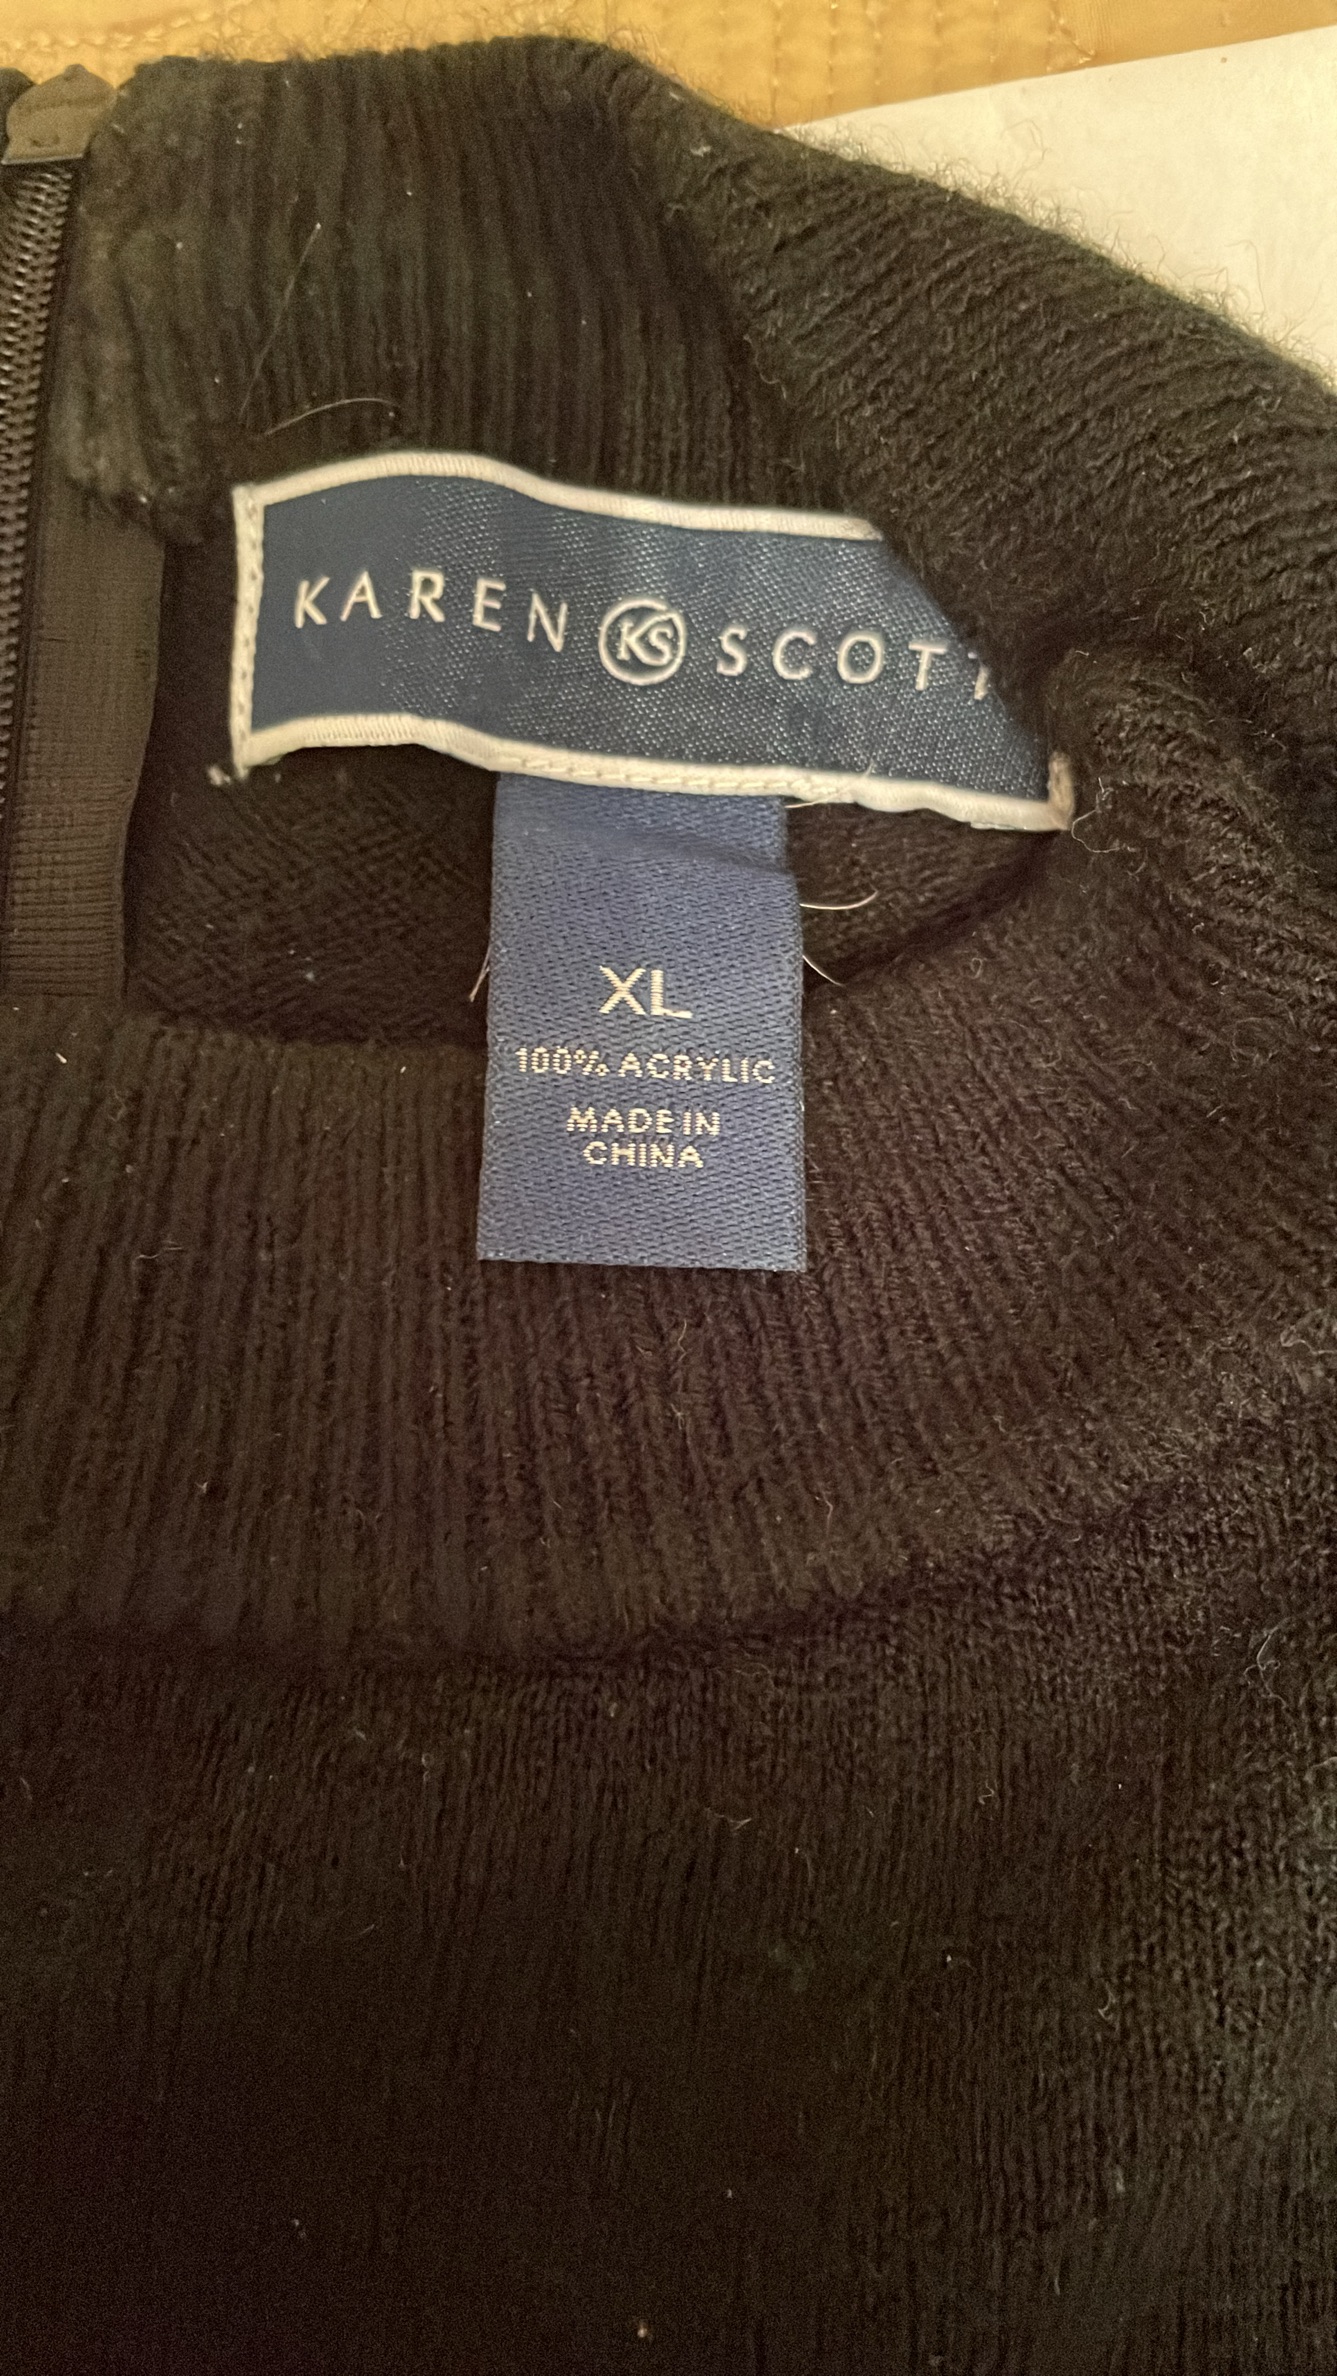 KAREN KS SCOTT
XL
100% ACRYLIC
MADE IN
CHINA